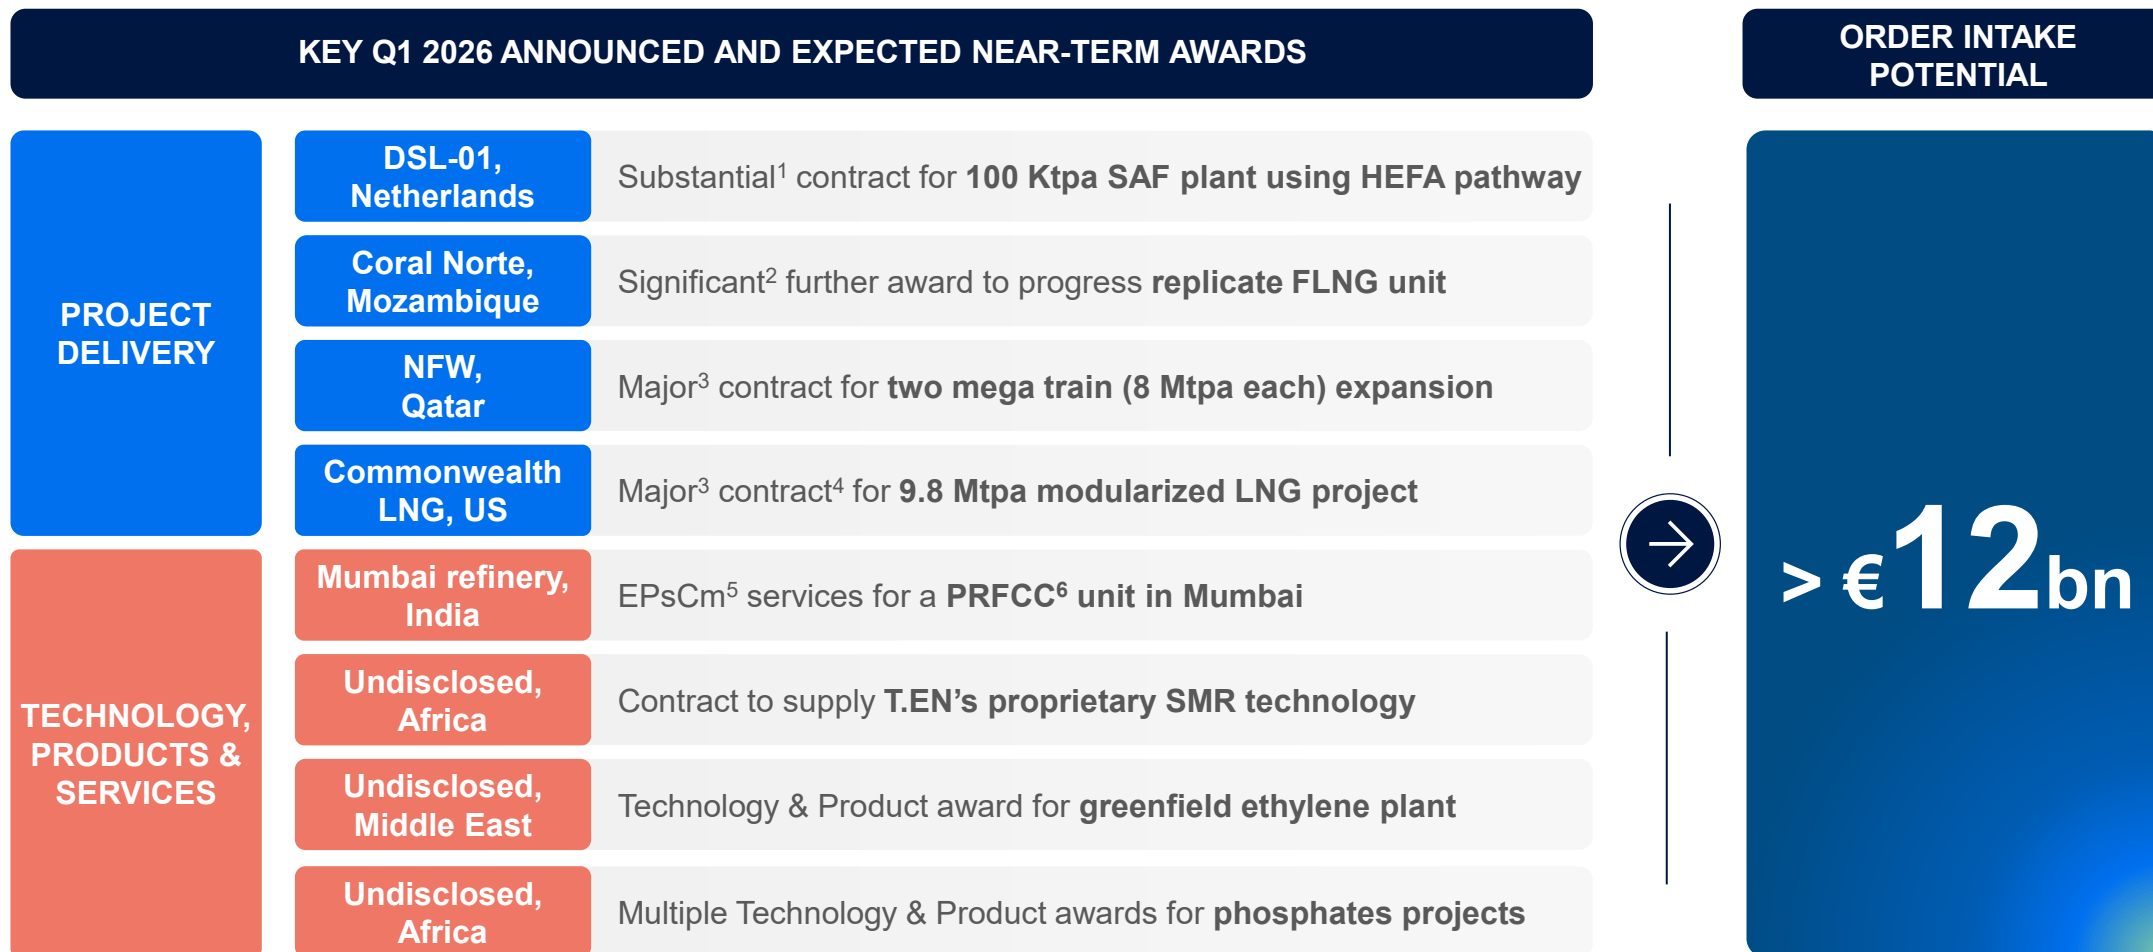 KEY Q1 2026 ANNOUNCED AND EXPECTED NEAR-TERM AWARDS
ORDER INTAKE
POTENTIAL
PROJECT
DELIVERY
DSL-01,
Netherlands
Substantial¹ contract for 100 Ktpa SAF plant using HEFA pathway
Coral Norte,
Mozambique
Significant² further award to progress replicate FLNG unit
NFW,
Qatar
Major³ contract for two mega train (8 Mtpa each) expansion
Commonwealth
LNG, US
Major³ contract⁴ for 9.8 Mtpa modularized LNG project
TECHNOLOGY,
PRODUCTS &
SERVICES
Mumbai refinery,
India
EPsCm⁵ services for a PRFCC⁶ unit in Mumbai
Undisclosed,
Africa
Contract to supply T.EN’s proprietary SMR technology
Undisclosed,
Middle East
Technology & Product award for greenfield ethylene plant
Undisclosed,
Africa
Multiple Technology & Product awards for phosphates projects
> €12bn